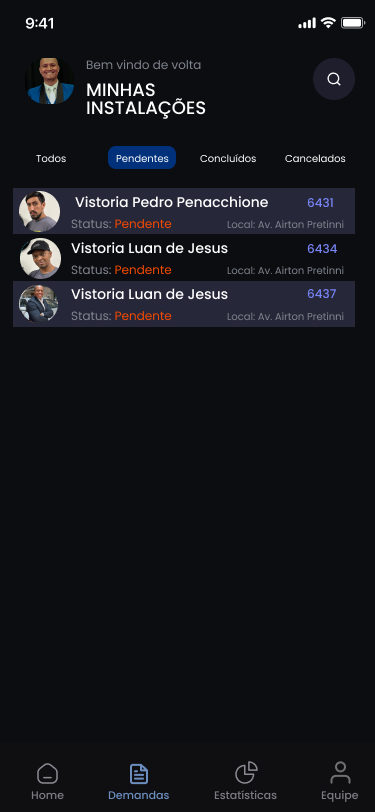 9:41
Bem vindo de volta
MINHAS
INSTALAÇÕES
Todos Pendentes Concluídos Cancelados
Vistoria Pedro Penacchione 6431
Status: Pendente Local: Av. Airton Pretinni
Vistoria Luan de Jesus 6434
Status: Pendente Local: Av. Airton Pretinni
Vistoria Luan de Jesus 6437
Status: Pendente Local: Av. Airton Pretinni
Home Demandas Estatísticas Equipe